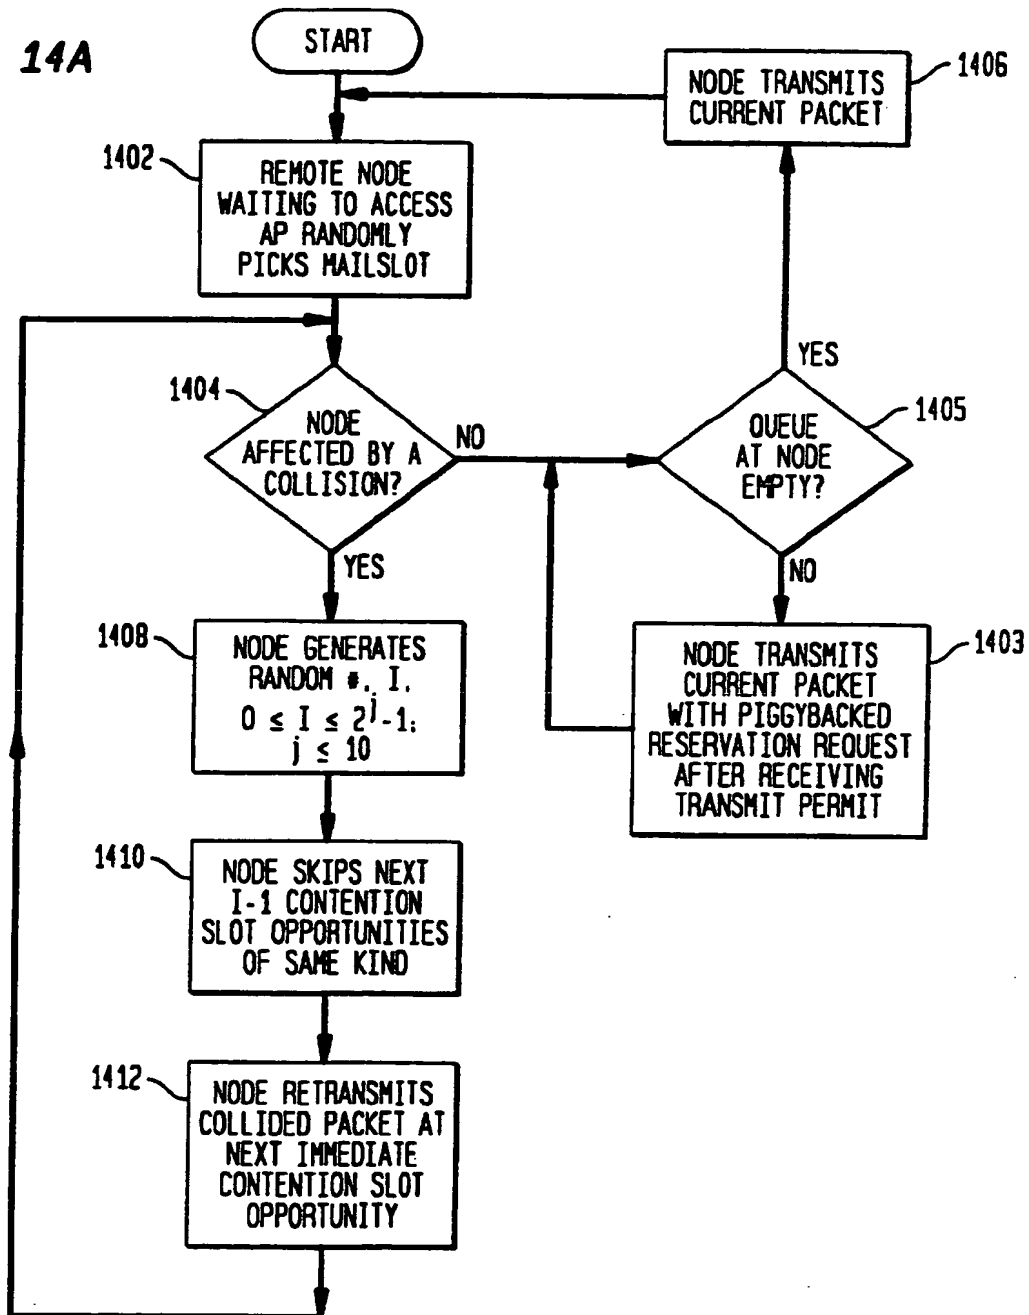 14A
START
1406
NODE TRANSMITS
CURRENT PACKET
1402
REMOTE NODE
WAITING TO ACCESS
AP RANDOMLY
PICKS MAILSLOT
1404
NODE
AFFECTED BY A
COLLISION?
NO
YES
YES
1405
QUEUE
AT NODE
EMPTY?
NO
1403
NODE TRANSMITS
CURRENT PACKET
WITH PIGGYBACKED
RESERVATION REQUEST
AFTER RECEIVING
TRANSMIT PERMIT
1408
NODE GENERATES
RANDOM #, I,
0 ≤ I ≤ 2^j-1;
j ≤ 10
1410
NODE SKIPS NEXT
I-1 CONTENTION
SLOT OPPORTUNITIES
OF SAME KIND
1412
NODE RETRANSMITS
COLLIDED PACKET AT
NEXT IMMEDIATE
CONTENTION SLOT
OPPORTUNITY